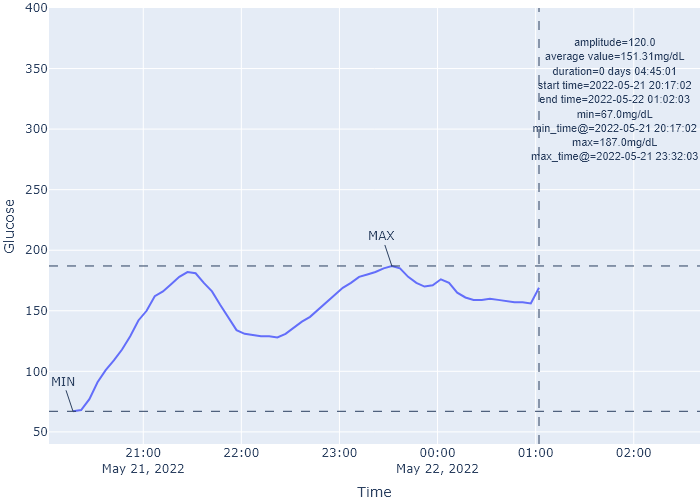 400
350
300
250
200
150
100
50
Glucose
amplitude=120.0
average value=151.31mg/dL
duration=0 days 04:45:01
start time=2022-05-21 20:17:02
end time=2022-05-22 01:02:03
min=67.0mg/dL
min_time@=2022-05-21 20:17:02
max=187.0mg/dL
max_time@=2022-05-21 23:32:03
MAX
MIN
21:00 22:00 23:00 00:00 01:00 02:00
May 21, 2022 May 22, 2022
Time